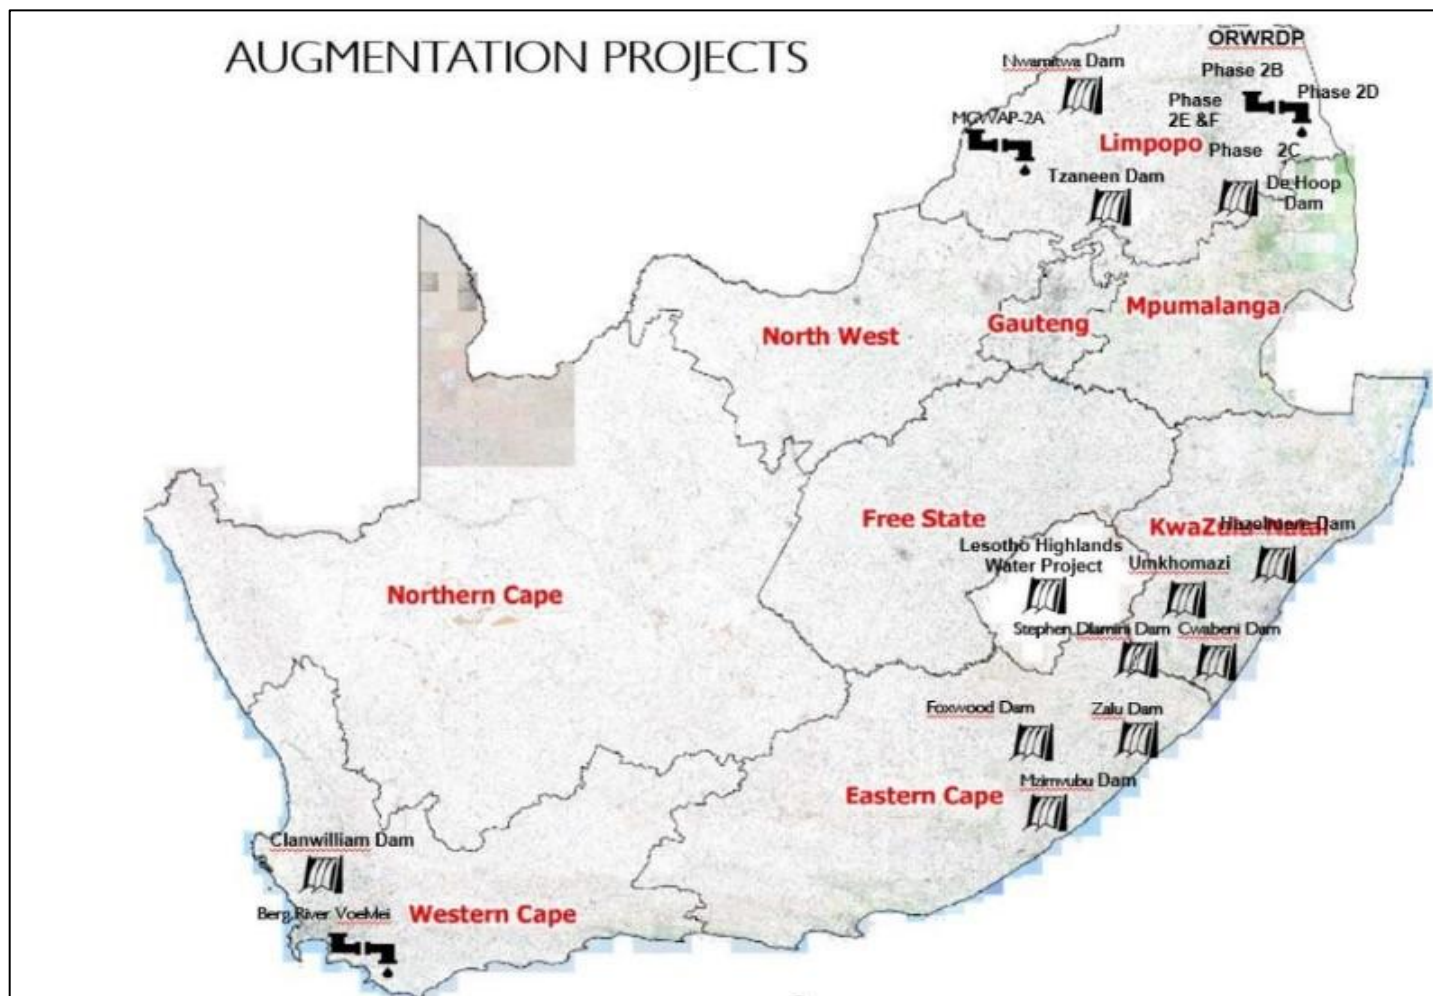 AUGMENTATION PROJECTS
ORWRDP
Nwamitwa Dam
Phase 2B
Phase 2D
Phase
2E &F
MCWAP-2A
Limpopo
Phase 2C
Tzaneen Dam
De Hoop
Dam
Mpumalanga
Gauteng
North West
Free State
KwaZulu-Natal
Hazelmere Dam
Lesotho Highlands
Water Project
Umkhomazi
Northern Cape
Stephen Dlamini Dam
Cwabeni Dam
Foxwood Dam
Zalu Dam
Mzimvubu Dam
Eastern Cape
Clanwilliam Dam
Berg River Voelvlei
Western Cape